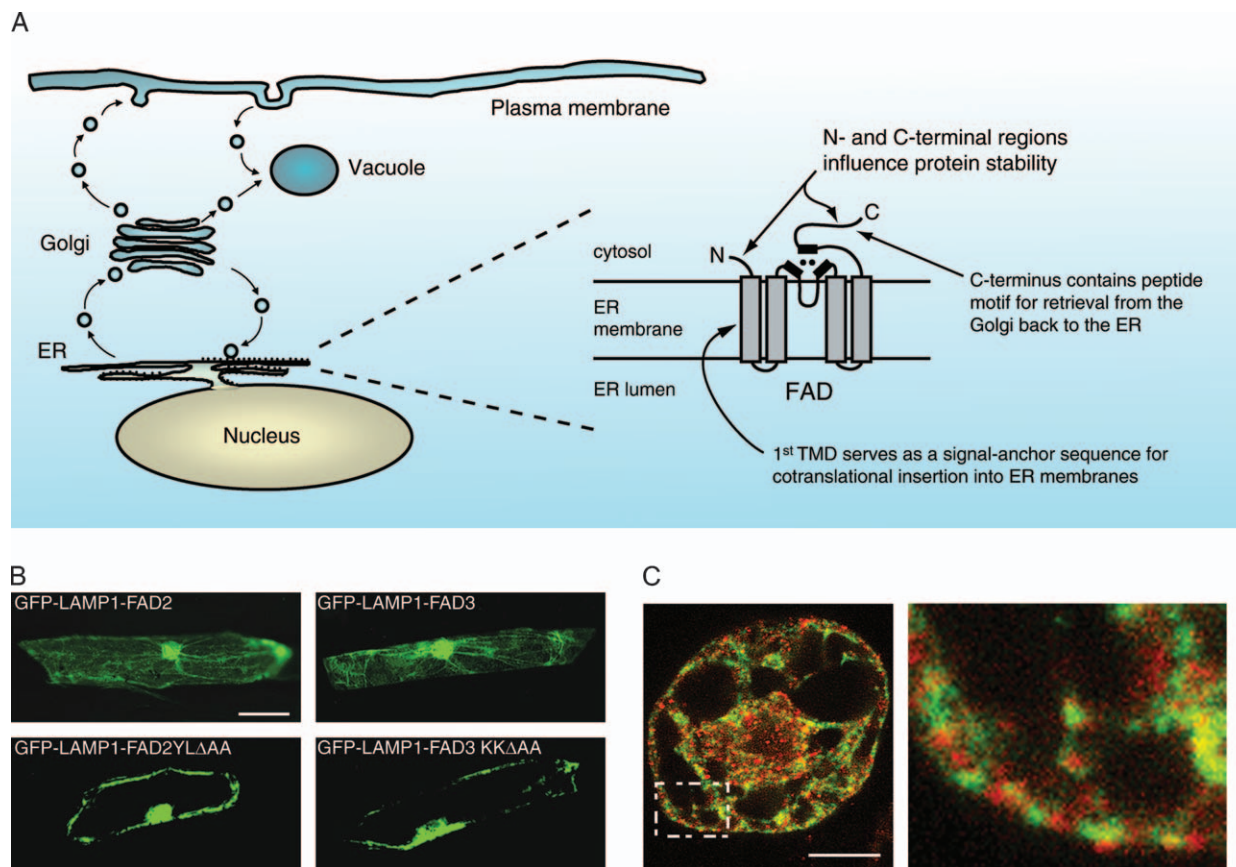 A
Plasma membrane
Vacuole
Golgi
ER
Nucleus
N- and C-terminal regions
influence protein stability
C
N
cytosol
ER
membrane
ER lumen
FAD
C-terminus contains peptide
motif for retrieval from the
Golgi back to the ER
1st TMD serves as a signal-anchor sequence for
cotranslational insertion into ER membranes
B
GFP-LAMP1-FAD2
GFP-LAMP1-FAD3
GFP-LAMP1-FAD2YLΔAA
GFP-LAMP1-FAD3 KKΔAA
C